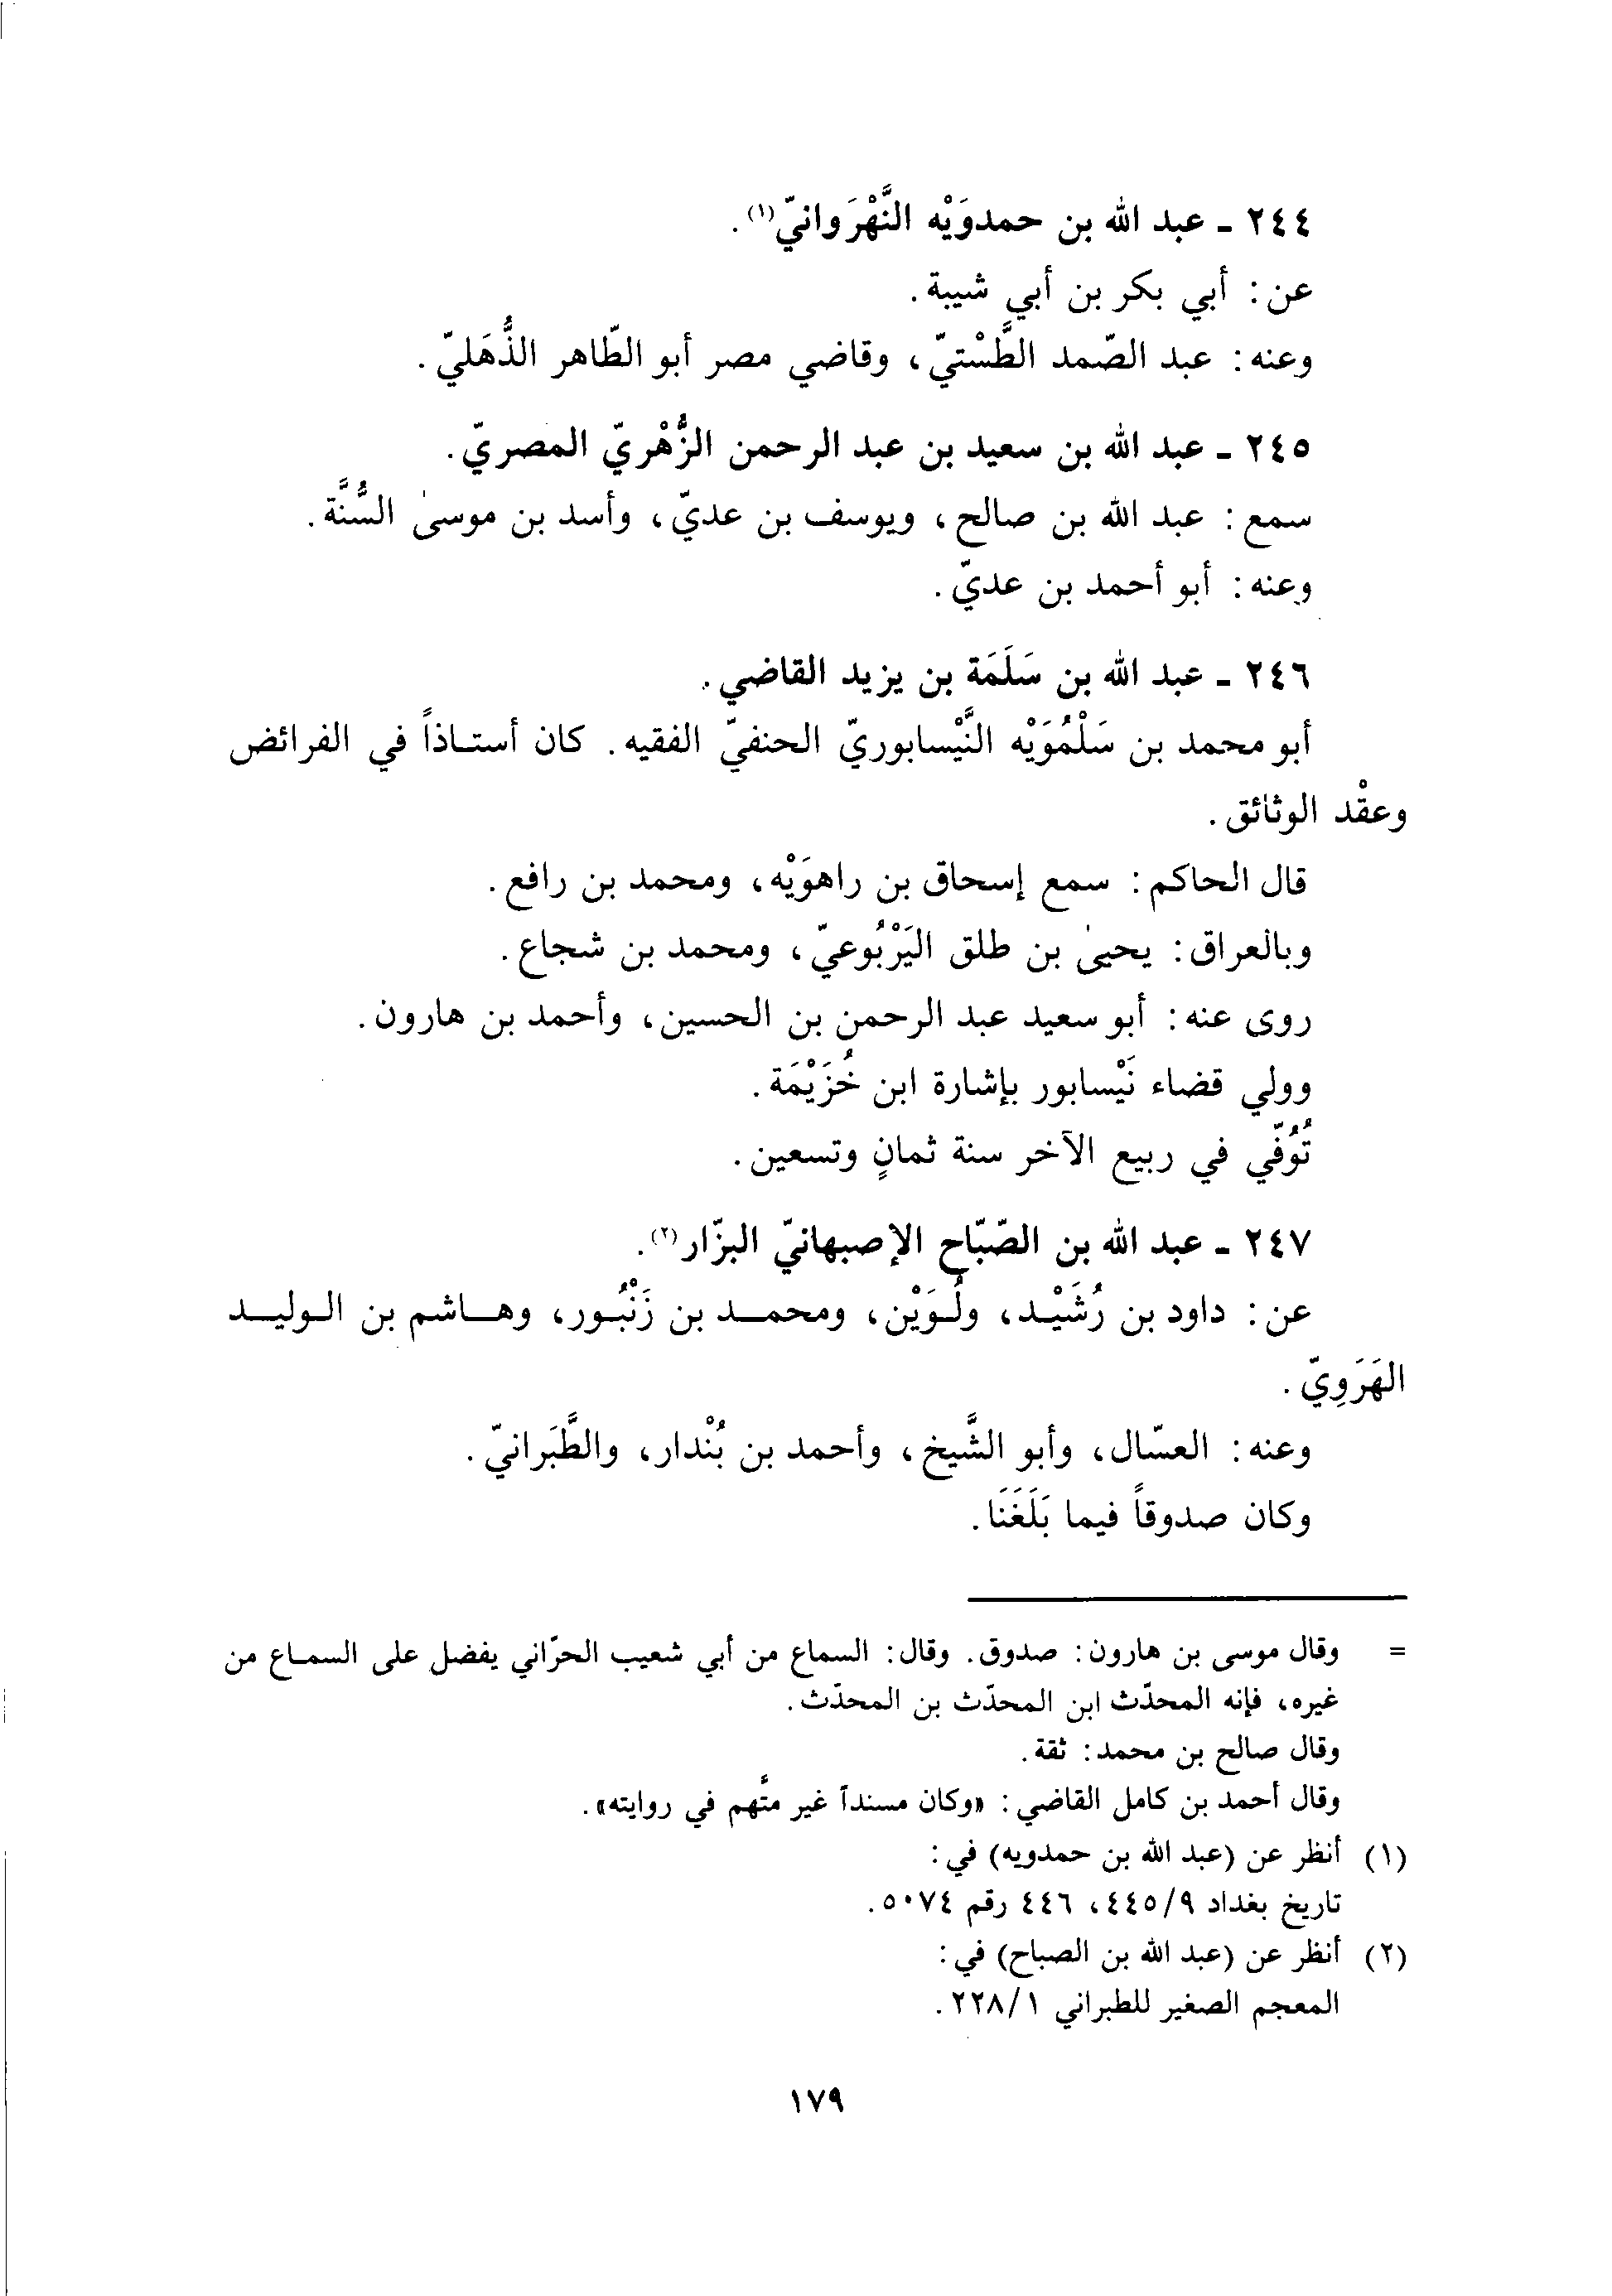 ٢٤٤ ـ عبد الله بن حمدوَيْه النَّهْرَوانيّ(١).
عن: أبي بكر بن أبي شيبة.
وعنه: عبد الصّمد الطَّسْتيّ، وقاضي مصر أبو الطّاهر الذُّهَليّ.
٢٤٥ ـ عبد الله بن سعيد بن عبد الرحمن الزُّهْريّ المصريّ.
سمع: عبد الله بن صالح، ويوسف بن عديّ، وأسد بن موسىٰ السُّنَّة.
وعنه: أبو أحمد بن عديّ.
٢٤٦ ـ عبد الله بن سَلَمَة بن يزيد القاضي.
أبو محمد بن سَلْمُوَيْه النَّيْسابوريّ الحنفيّ الفقيه. كان أستاذاً في الفرائض
وعقْد الوثائق.
قال الحاكم: سمع إسحاق بن راهوَيْه، ومحمد بن رافع.
وبالعراق: يحيىٰ بن طلق اليَرْبُوعيّ، ومحمد بن شجاع.
روى عنه: أبو سعيد عبد الرحمن بن الحسين، وأحمد بن هارون.
وولي قضاء نَيْسابور بإشارة ابن خُزَيْمَة.
تُوُفّي في ربيع الآخر سنة ثمانٍ وتسعين.
٢٤٧ ـ عبد الله بن الصّبّاح الإصبهانيّ البزّار(٢).
عن: داود بن رُشَيْد، ولُوَيْن، ومحمد بن زَنْبُور، وهاشم بن الوليد
الهَرَوِيّ.
وعنه: العسّال، وأبو الشَّيخ، وأحمد بن بُنْدار، والطَّبَرانيّ.
وكان صدوقاً فيما بَلَغَنَا.
= وقال موسى بن هارون: صدوق. وقال: السماع من أبي شعيب الحرّاني يفضل على السماع من
غيره، فإنه المحدّث ابن المحدّث بن المحدّث.
وقال صالح بن محمد: ثقة.
وقال أحمد بن كامل القاضي: «وكان مسنداً غير متَّهم في روايته».
(١) أنظر عن (عبد الله بن حمدويه) في:
تاريخ بغداد ٤٤٥/٩، ٤٤٦ رقم ٥٠٧٤.
(٢) أنظر عن (عبد الله بن الصباح) في:
المعجم الصغير للطبراني ٢٢٨/١.
١٧٩